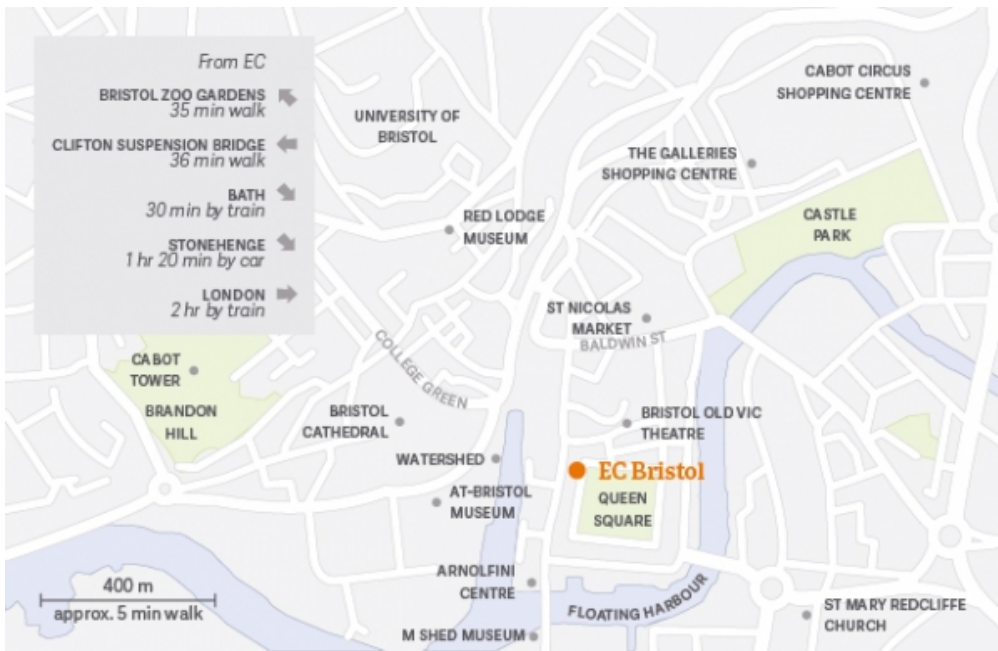 From EC
BRISTOL ZOO GARDENS
35 min walk
CLIFTON SUSPENSION BRIDGE
36 min walk
BATH
30 min by train
STONEHENGE
1 hr 20 min by car
LONDON
2 hr by train
UNIVERSITY OF
BRISTOL
CABOT CIRCUS
SHOPPING CENTRE
THE GALLERIES
SHOPPING CENTRE
RED LODGE
MUSEUM
CASTLE
PARK
ST NICOLAS
MARKET
BALDWIN ST
COLLEGE GREEN
CABOT
TOWER
BRANDON
HILL
BRISTOL
CATHEDRAL
BRISTOL OLD VIC
THEATRE
WATERSHED
EC Bristol
QUEEN
SQUARE
AT-BRISTOL
MUSEUM
ARNOLFINI
CENTRE
FLOATING HARBOUR
ST MARY REDCLIFFE
CHURCH
M SHED MUSEUM
400 m
approx. 5 min walk